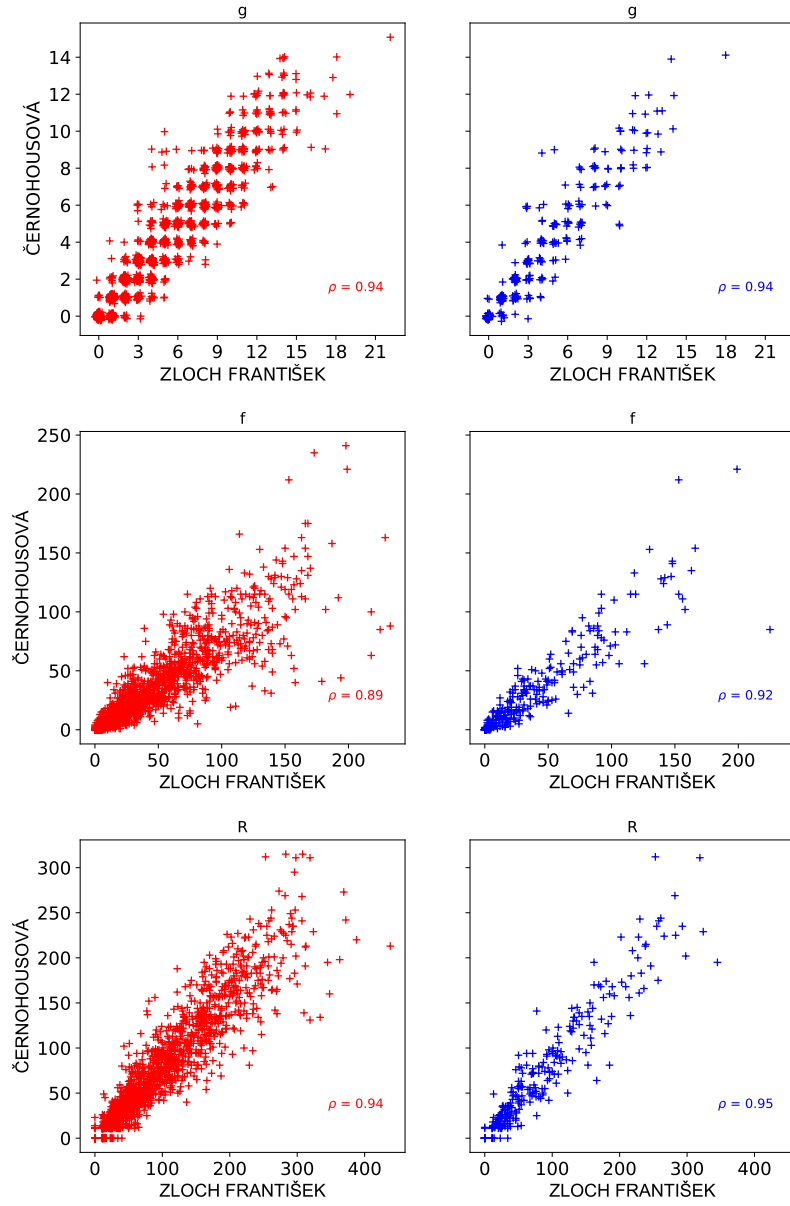 g
g
ČERNOHOUSOVÁ
14
12
10
8
6
4
2
0
ρ = 0.94
ρ = 0.94
0 3 6 9 12 15 18 21
0 3 6 9 12 15 18 21
ZLOCH FRANTIŠEK
ZLOCH FRANTIŠEK
f
f
ČERNOHOUSOVÁ
250
200
150
100
50
0
ρ = 0.89
ρ = 0.92
0 50 100 150 200
0 50 100 150 200
ZLOCH FRANTIŠEK
ZLOCH FRANTIŠEK
R
R
ČERNOHOUSOVÁ
300
250
200
150
100
50
0
ρ = 0.94
ρ = 0.95
0 100 200 300 400
0 100 200 300 400
ZLOCH FRANTIŠEK
ZLOCH FRANTIŠEK